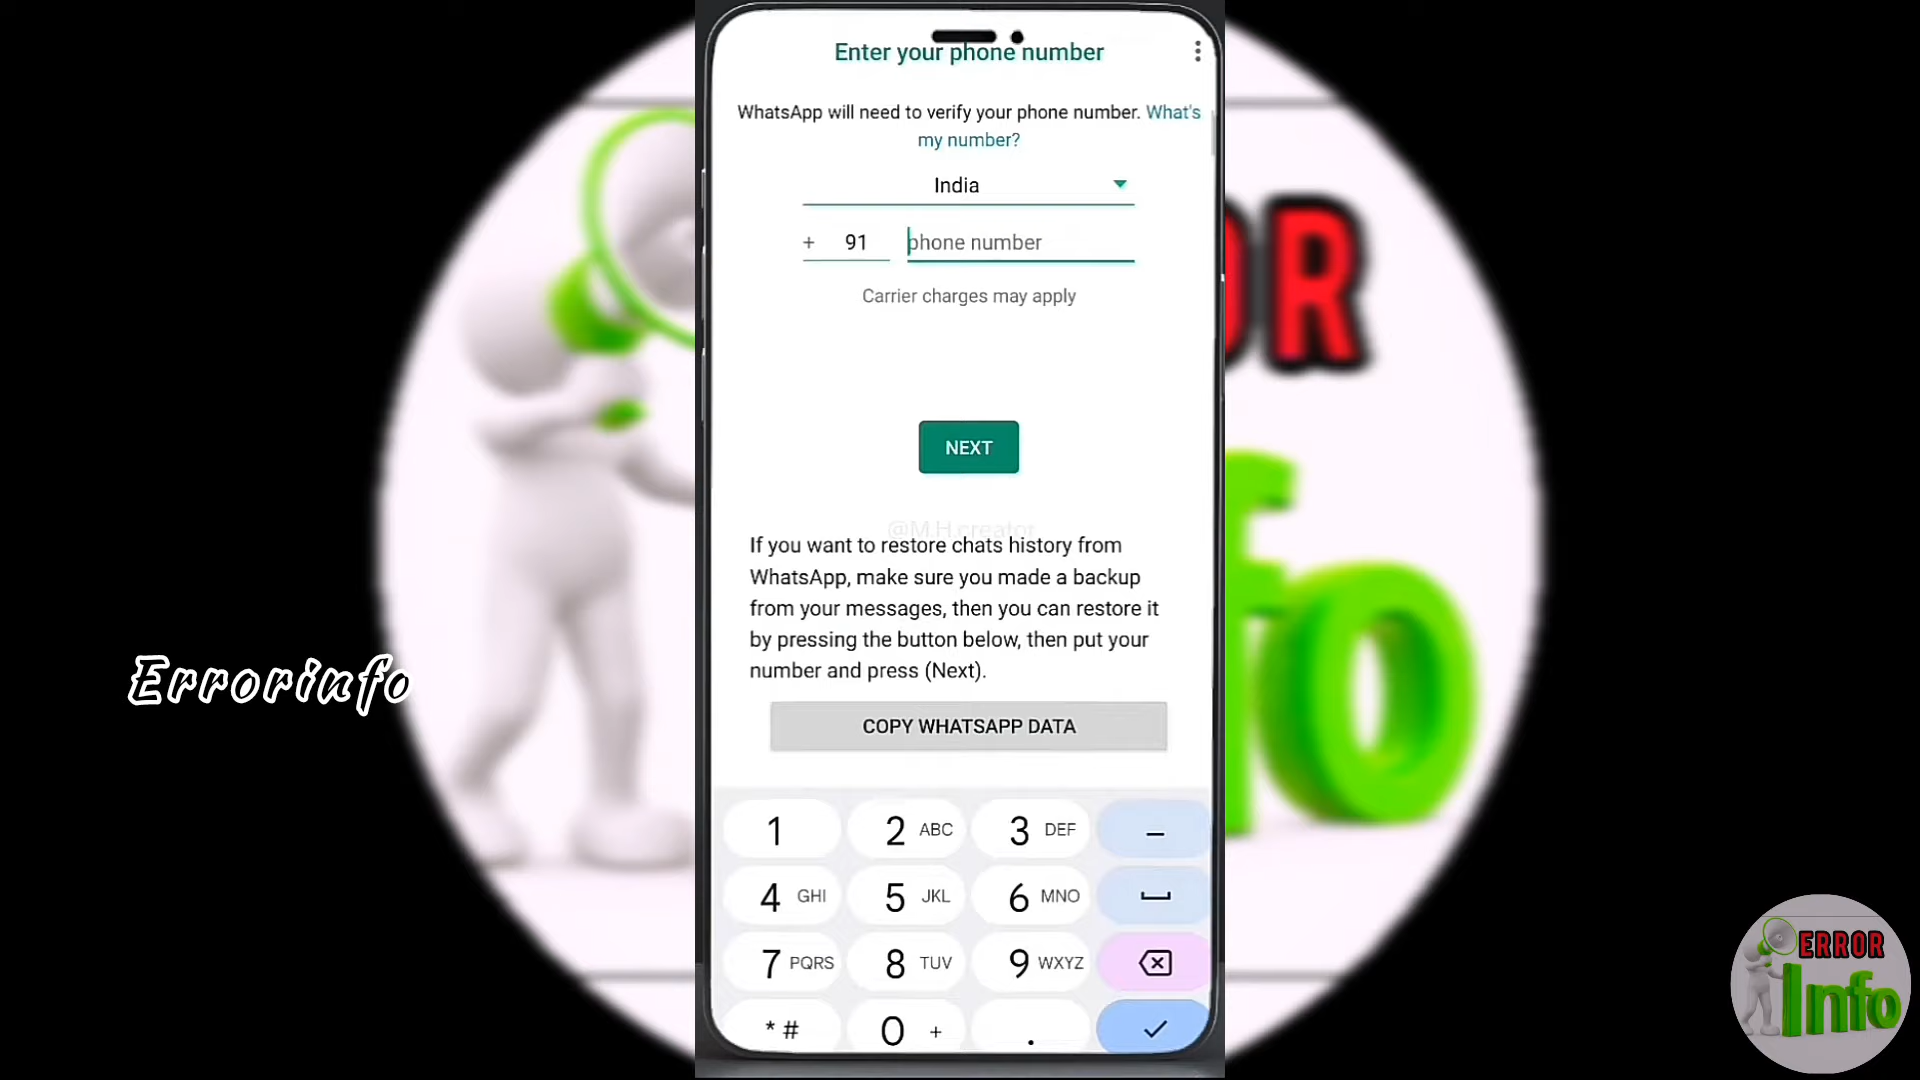 Enter your phone number
WhatsApp will need to verify your phone number. What's
my number?
India
+ 91 phone number
Carrier charges may apply
NEXT
@M.H.creator
If you want to restore chats history from
WhatsApp, make sure you made a backup
from your messages, then you can restore it
by pressing the button below, then put your
number and press (Next).
COPY WHATSAPP DATA
1 2 ABC 3 DEF –
4 GHI 5 JKL 6 MNO
7 PQRS 8 TUV 9 WXYZ
* # 0 + .
Errorinfo
OR
fo
ERROR
Info